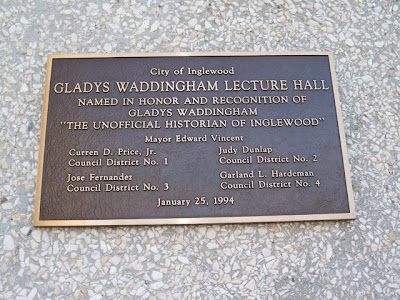 City of Inglewood
GLADYS WADDINGHAM LECTURE HALL
NAMED IN HONOR AND RECOGNITION OF
GLADYS WADDINGHAM
"THE UNOFFICIAL HISTORIAN OF INGLEWOOD"
Mayor Edward Vincent
Curren D. Price, Jr.
Council District No. 1
Judy Dunlap
Council District No. 2
Jose Fernandez
Council District No. 3
Garland L. Hardeman
Council District No. 4
January 25, 1994